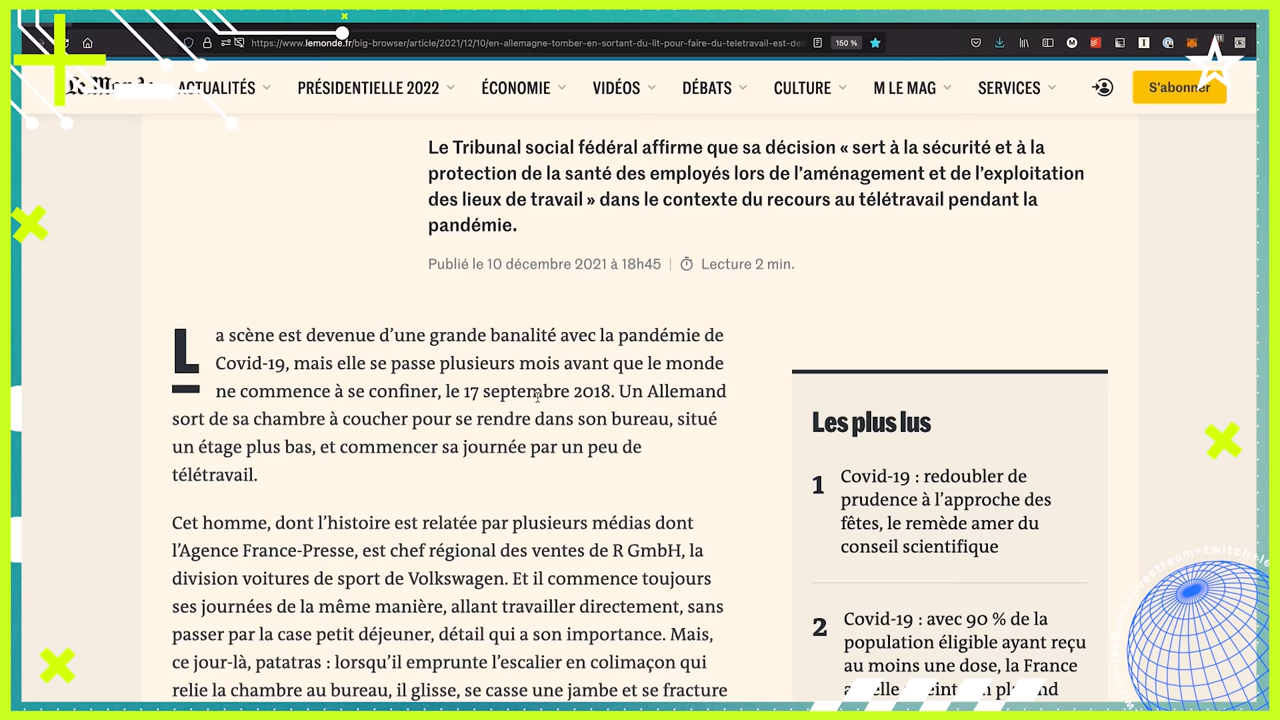 https://www.lemonde.fr/big-browser/article/2021/12/10/en-allemagne-tomber-en-sortant-du-lit-pour-faire-du-teletravail-est-des
150 %
Le Monde
ACTUALITÉS
PRÉSIDENTIELLE 2022
ÉCONOMIE
VIDÉOS
DÉBATS
CULTURE
M LE MAG
SERVICES
S'abonner
Le Tribunal social fédéral affirme que sa décision « sert à la sécurité et à la
protection de la santé des employés lors de l'aménagement et de l'exploitation
des lieux de travail » dans le contexte du recours au télétravail pendant la
pandémie.
Publié le 10 décembre 2021 à 18h45 | Lecture 2 min.
La scène est devenue d'une grande banalité avec la pandémie de
Covid-19, mais elle se passe plusieurs mois avant que le monde
ne commence à se confiner, le 17 septembre 2018. Un Allemand
sort de sa chambre à coucher pour se rendre dans son bureau, situé
un étage plus bas, et commencer sa journée par un peu de
télétravail.
Cet homme, dont l'histoire est relatée par plusieurs médias dont
l'Agence France-Presse, est chef régional des ventes de R GmbH, la
division voitures de sport de Volkswagen. Et il commence toujours
ses journées de la même manière, allant travailler directement, sans
passer par la case petit déjeuner, détail qui a son importance. Mais,
ce jour-là, patatras : lorsqu'il emprunte l'escalier en colimaçon qui
relie la chambre au bureau, il glisse, se casse une jambe et se fracture
Les plus lus
1
Covid-19 : redoubler de
prudence à l'approche des
fêtes, le remède amer du
conseil scientifique
2
Covid-19 : avec 90 % de la
population éligible ayant reçu
au moins une dose, la France
livestream+twitch+